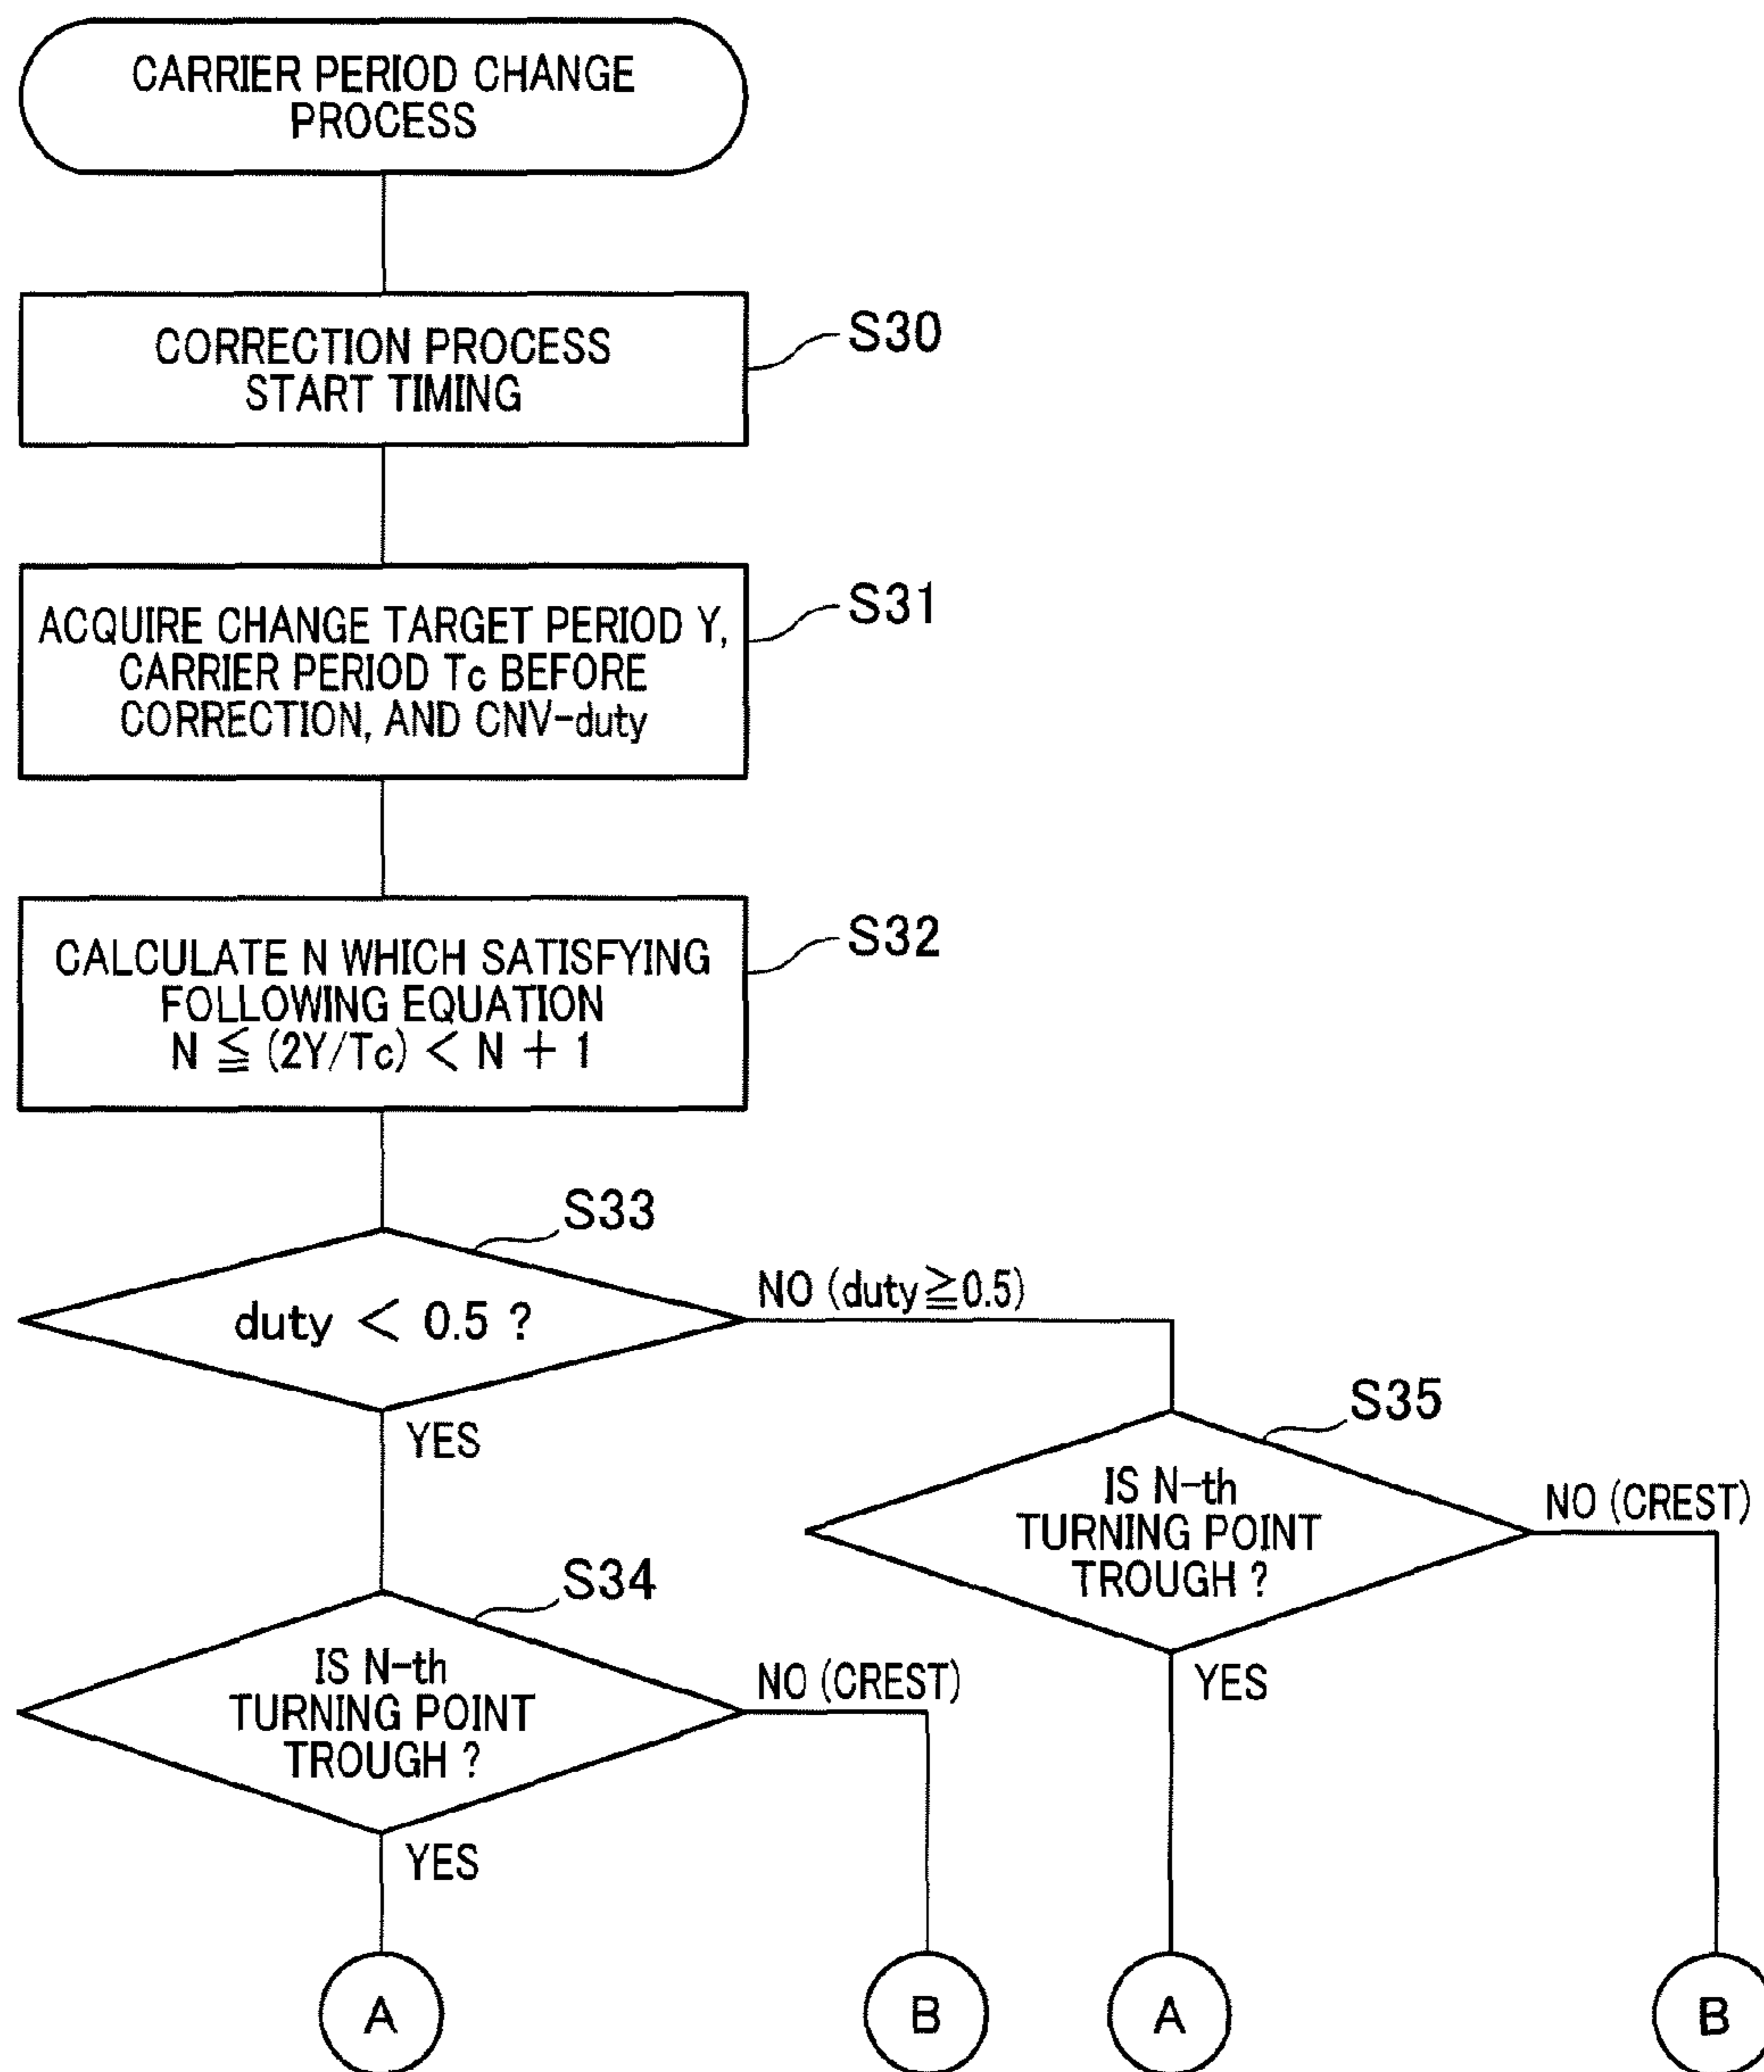 CARRIER PERIOD CHANGE
PROCESS
CORRECTION PROCESS
START TIMING
S30
ACQUIRE CHANGE TARGET PERIOD Y,
CARRIER PERIOD Tc BEFORE
CORRECTION, AND CNV-duty
S31
CALCULATE N WHICH SATISFYING
FOLLOWING EQUATION
N ≦ (2Y/Tc) < N + 1
S32
S33
duty < 0.5 ?
NO (duty≧0.5)
YES
S35
IS N-th
TURNING POINT
TROUGH ?
NO (CREST)
YES
S34
IS N-th
TURNING POINT
TROUGH ?
NO (CREST)
YES
A
B
A
B